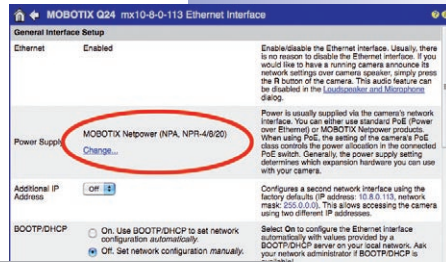 MOBOTIX Q24 mx10-8-0-113 Ethernet Interface
General Interface Setup
Ethernet
Enabled
Enable/disable the Ethernet interface. Usually, there
is no reason to disable the Ethernet interface. If you
would like to have a running camera announce its
network settings over camera speaker, simply press
the R button of the camera. This audio feature can
be disabled in the Loudspeaker and Microphone
dialog.
Power Supply
MOBOTIX Netpower (NPA, NPR-4/8/20)
Change...
Power is usually supplied via the camera's network
interface. You can either use standard PoE (Power
over Ethernet) or MOBOTIX Netpower products.
When using PoE, the setting of the camera's PoE
class controls the power allocation in the connected
PoE switch. Generally, the power supply setting
determines which expansion hardware you can use
with your camera.
Additional IP
Address
Off
Configures a second network interface using the
factory defaults (IP address: 10.8.0.113, network
mask: 255.0.0.0). This allows accessing the camera
using two different IP addresses.
BOOTP/DHCP
On. Use BOOTP/DHCP to set network
configuration automatically.
Off. Set network configuration manually.
Select On to configure the Ethernet interface
automatically with values provided by a
BOOTP/DHCP server on your local network. Ask
your network administrator if BOOTP/DHCP is